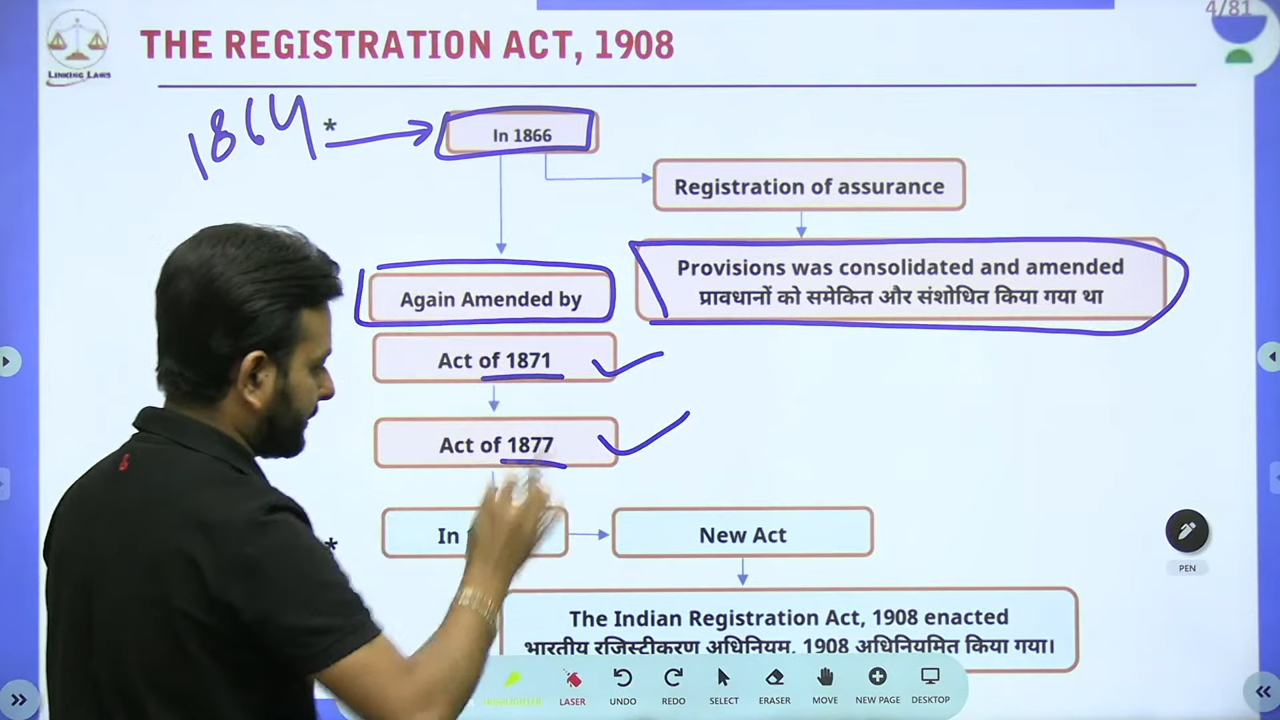 4/81
THE REGISTRATION ACT, 1908
LINKING LAWS
1864 *
In 1866
Registration of assurance
Provisions was consolidated and amended
प्रावधानों को समेकित और संशोधित किया गया था
Again Amended by
Act of 1871
Act of 1877
* In
New Act
The Indian Registration Act, 1908 enacted
भारतीय रजिस्टीकरण अधिनियम, 1908 अधिनियमित किया गया।
PEN
HIGHLIGHTER
LASER
UNDO
REDO
SELECT
ERASER
MOVE
NEW PAGE
DESKTOP